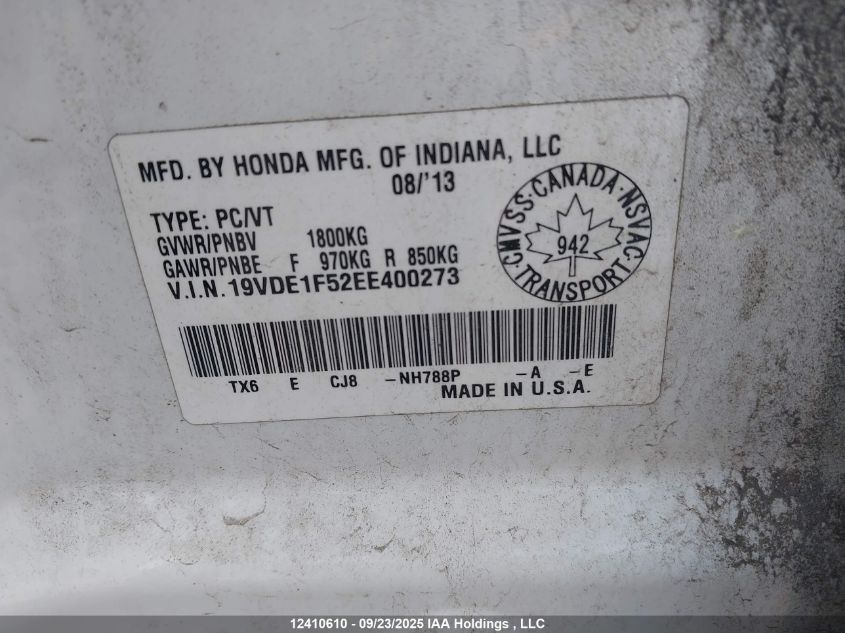 MFD. BY HONDA MFG. OF INDIANA, LLC
08/'13
TYPE: PC/VT
GVWR/PNBV 1800KG
GAWR/PNBE F 970KG R 850KG
V.I.N. 19VDE1F52EE400273
CMVSS·CANADA·NSVAC·TRANSPORT·
942
TX6 E CJ8 -NH788P -A -E
MADE IN U.S.A.
12410610 - 09/23/2025 IAA Holdings , LLC